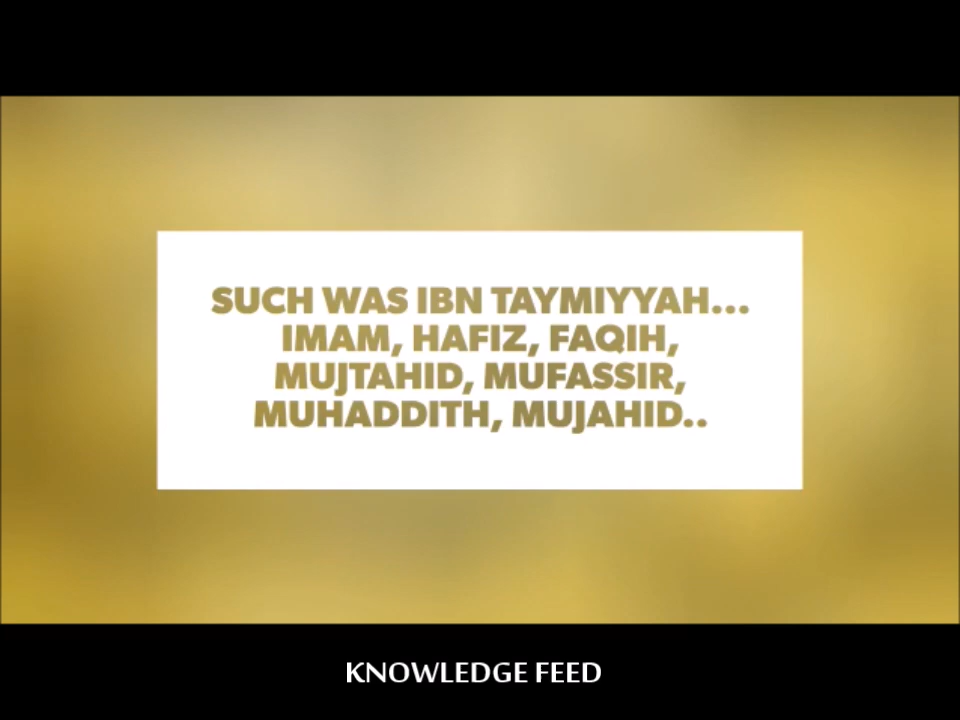 SUCH WAS IBN TAYMIYYAH...
IMAM, HAFIZ, FAQIH,
MUJTAHID, MUFASSIR,
MUHADDITH, MUJAHID..
KNOWLEDGE FEED